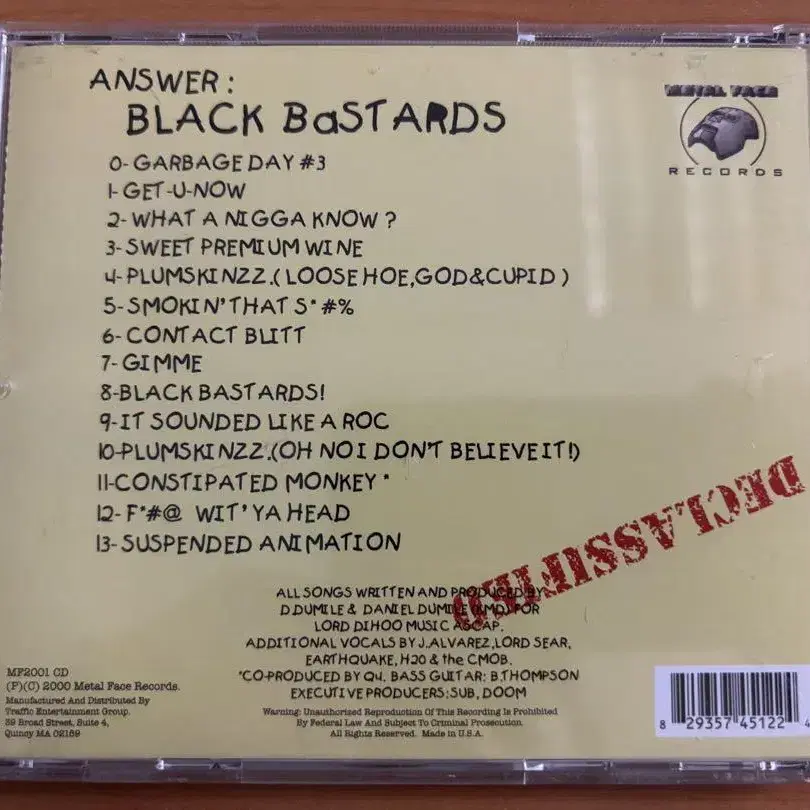 ANSWER:
BLACK BaSTARDS
METAL FACE
RECORDS
0- GARBAGE DAY #3
1- GET-U-NOW
2- WHAT A NIGGA KNOW?
3- SWEET PREMIUM WINE
4- PLUMSKINZZ.(LOOSE HOE,GOD&CUPID)
5- SMOKIN' THAT S*#%
6- CONTACT BLITT
7- GIMME
8-BLACK BASTARDS!
9-IT SOUNDED LIKE A ROC
10-PLUMSKINZZ.(OH NO I DON'T BELIEVE IT!)
11-CONSTIPATED MONKEY*
12- F*#@ WIT' YA HEAD
13- SUSPENDED ANIMATION
DECLASSIFIED
ALL SONGS WRITTEN AND PRODUCED BY
D.DUMILE & DANIEL DUMILE (KMD) FOR
LORD DIHOO MUSIC ASCAP.
ADDITIONAL VOCALS BY J.ALVAREZ,LORD SEAR,
EARTHQUAKE, H20 & the CMOB.
*CO-PRODUCED BY Q4. BASS GUITAR: B.THOMPSON
EXECUTIVE PRODUCERS: SUB, DOOM
MF2001 CD
(P)(C) 2000 Metal Face Records.
Manufactured And Distributed By
Traffic Entertainment Group.
39 Broad Street, Suite 4,
Quincy MA 02169
Warning: Unauthorized Reproduction Of This Recording Is Prohibited
By Federal Law And Subject To Criminal Prosecution.
All Rights Reserved. Made in U.S.A.
8 29357 45122 4